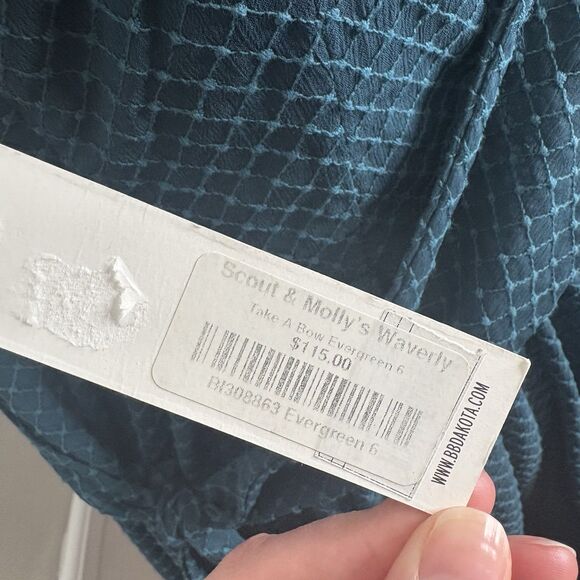 Scout & Molly's Waverly
Take A Bow Evergreen 6
$115.00
BI308863 Evergreen 6
WWW.BBDAKOTA.COM